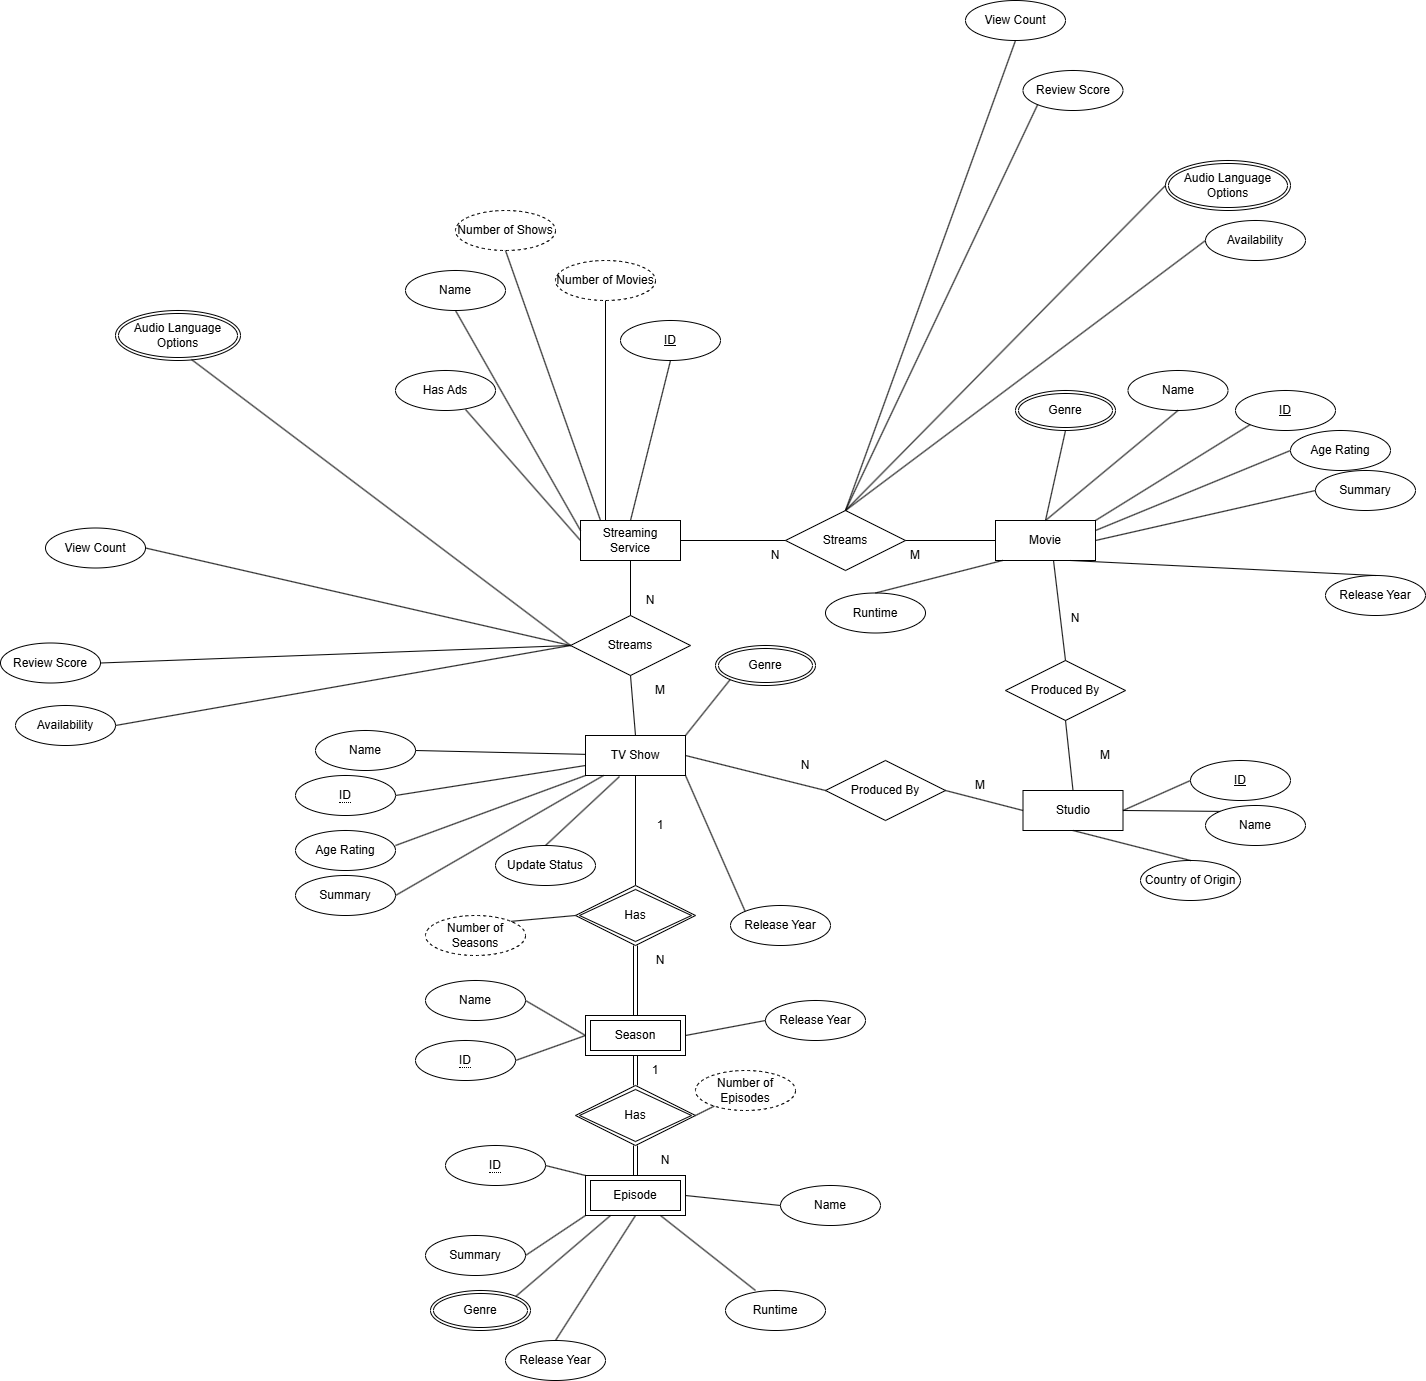 View Count
Review Score
Audio Language
Options
Availability
Number of Shows
Number of Movies
Name
ID
Has Ads
Audio Language
Options
Genre
Name
ID
Age Rating
Summary
Streaming
Service
N
Streams
M
Movie
Release Year
Runtime
View Count
N
Streams
M
Review Score
Availability
Genre
N
Produced By
M
Name
TV Show
ID
Age Rating
Summary
Update Status
N
Produced By
M
Studio
ID
Name
Country of Origin
1
Has
Number of
Seasons
Release Year
N
Name
ID
Season
Release Year
1
Has
Number of
Episodes
N
ID
Episode
Name
Summary
Genre
Release Year
Runtime